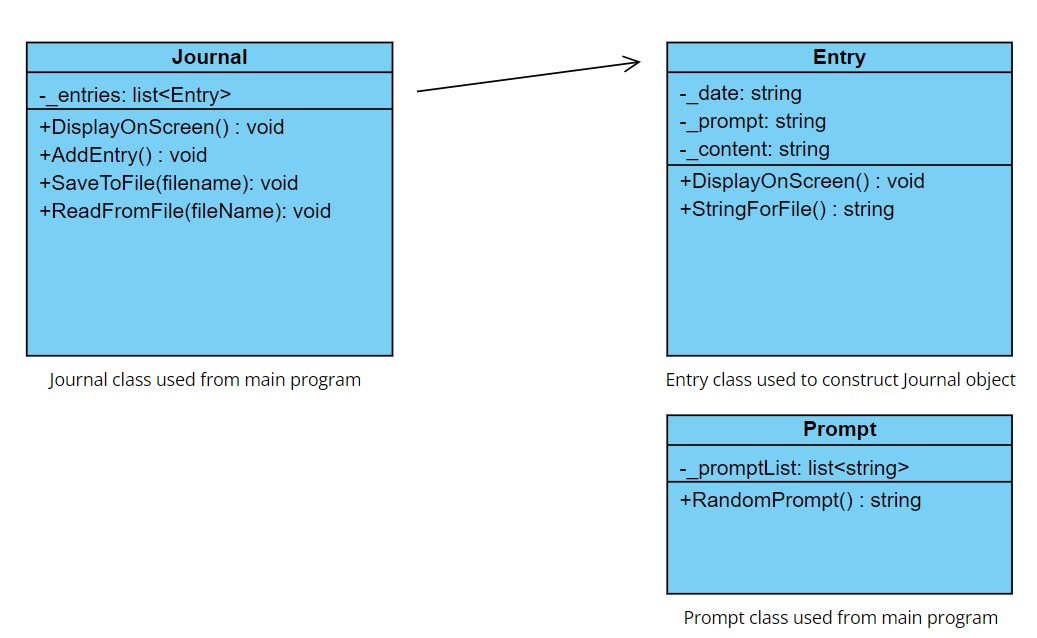 Journal
-_entries: list<Entry>
+DisplayOnScreen() : void
+AddEntry() : void
+SaveToFile(filename): void
+ReadFromFile(fileName): void
Journal class used from main program
Entry
-_date: string
-_prompt: string
-_content: string
+DisplayOnScreen() : void
+StringForFile() : string
Entry class used to construct Journal object
Prompt
-_promptList: list<string>
+RandomPrompt() : string
Prompt class used from main program